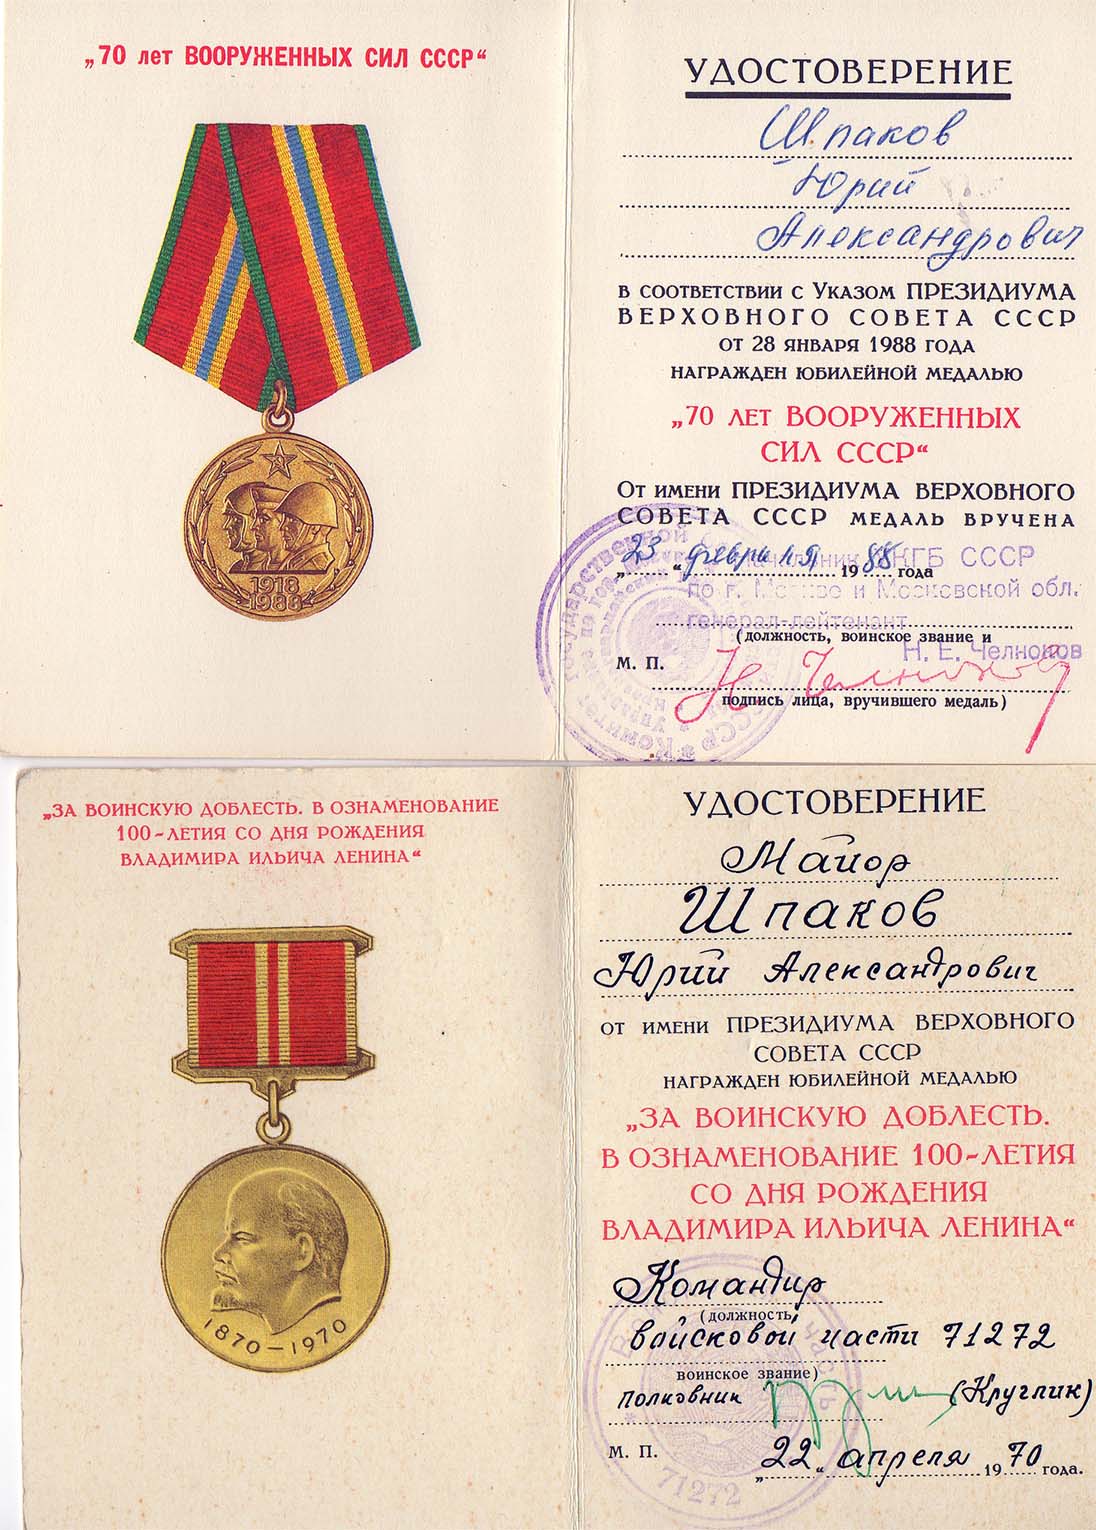 „70 лет ВООРУЖЕННЫХ СИЛ СССР“
1918
1988
УДОСТОВЕРЕНИЕ
Шпаков
Юрий
Александрович
В СООТВЕТСТВИИ С УКАЗОМ ПРЕЗИДИУМА
ВЕРХОВНОГО СОВЕТА СССР
ОТ 28 ЯНВАРЯ 1988 ГОДА
НАГРАЖДЕН ЮБИЛЕЙНОЙ МЕДАЛЬЮ
„70 ЛЕТ ВООРУЖЕННЫХ
СИЛ СССР“
ОТ ИМЕНИ ПРЕЗИДИУМА ВЕРХОВНОГО
СОВЕТА СССР МЕДАЛЬ ВРУЧЕНА
„23“ февраля 1988 года
КГБ СССР
по г. Москве и Московской обл.
генерал-лейтенант
(должность, воинское звание и
Н. Е. Челноков
М. П.
Н. Челноков
подпись лица, вручившего медаль)
„ЗА ВОИНСКУЮ ДОБЛЕСТЬ. В ОЗНАМЕНОВАНИЕ
100-ЛЕТИЯ СО ДНЯ РОЖДЕНИЯ
ВЛАДИМИРА ИЛЬИЧА ЛЕНИНА“
1870-1970
УДОСТОВЕРЕНИЕ
Майор
Шпаков
Юрий Александрович
ОТ ИМЕНИ ПРЕЗИДИУМА ВЕРХОВНОГО
СОВЕТА СССР
НАГРАЖДЕН ЮБИЛЕЙНОЙ МЕДАЛЬЮ
„ЗА ВОИНСКУЮ ДОБЛЕСТЬ.
В ОЗНАМЕНОВАНИЕ 100-ЛЕТИЯ
СО ДНЯ РОЖДЕНИЯ
ВЛАДИМИРА ИЛЬИЧА ЛЕНИНА“
Командир
(должность,
войсковой части 71272
воинское звание)
Полковник (Круглик)
М. П.
„22“ апреля 1970 года.
71272